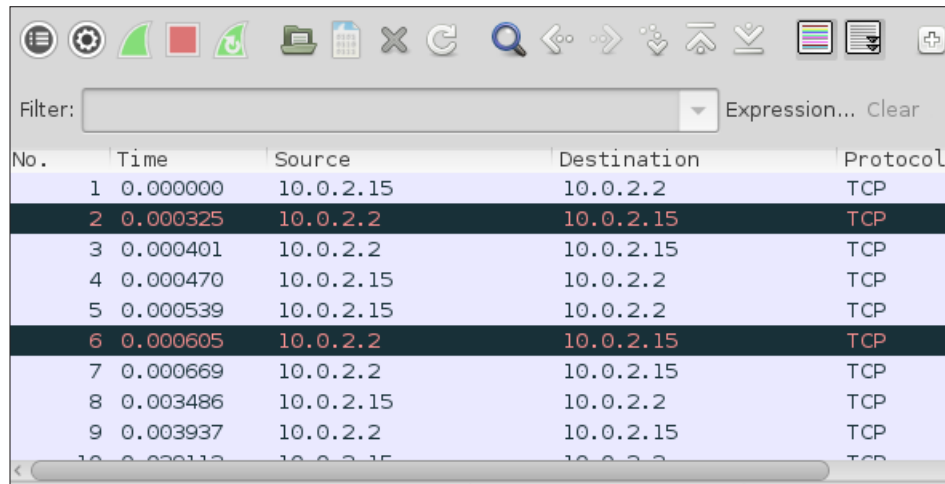 Filter: Expression... Clear
No. Time Source Destination Protocol
1 0.000000 10.0.2.15 10.0.2.2 TCP
2 0.000325 10.0.2.2 10.0.2.15 TCP
3 0.000401 10.0.2.2 10.0.2.15 TCP
4 0.000470 10.0.2.15 10.0.2.2 TCP
5 0.000539 10.0.2.15 10.0.2.2 TCP
6 0.000605 10.0.2.2 10.0.2.15 TCP
7 0.000669 10.0.2.2 10.0.2.15 TCP
8 0.003486 10.0.2.15 10.0.2.2 TCP
9 0.003937 10.0.2.2 10.0.2.15 TCP